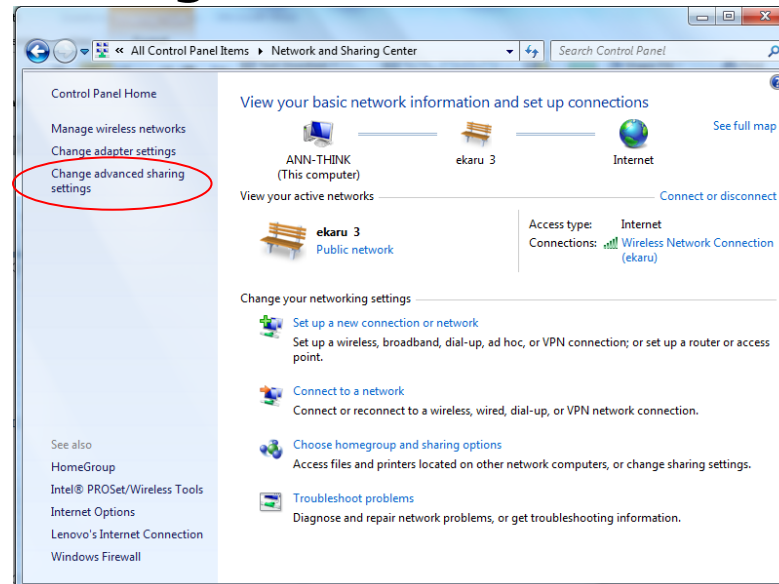 « All Control Panel Items ▸ Network and Sharing Center
Search Control Panel
Control Panel Home
Manage wireless networks
Change adapter settings
Change advanced sharing
settings
See also
HomeGroup
Intel® PROSet/Wireless Tools
Internet Options
Lenovo's Internet Connection
Windows Firewall
View your basic network information and set up connections
See full map
ANN-THINK
(This computer)
ekaru 3
Internet
View your active networks
Connect or disconnect
ekaru 3
Public network
Access type: Internet
Connections: Wireless Network Connection
(ekaru)
Change your networking settings
Set up a new connection or network
Set up a wireless, broadband, dial-up, ad hoc, or VPN connection; or set up a router or access
point.
Connect to a network
Connect or reconnect to a wireless, wired, dial-up, or VPN network connection.
Choose homegroup and sharing options
Access files and printers located on other network computers, or change sharing settings.
Troubleshoot problems
Diagnose and repair network problems, or get troubleshooting information.